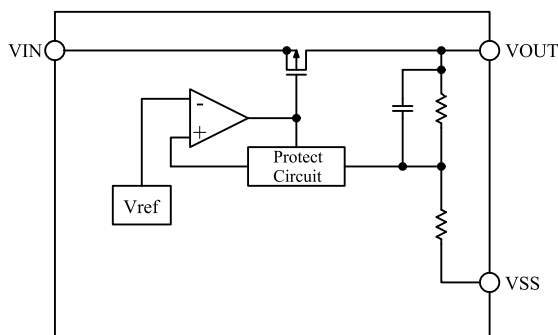 VIN
VOUT
-
+
Protect
Circuit
Vref
VSS